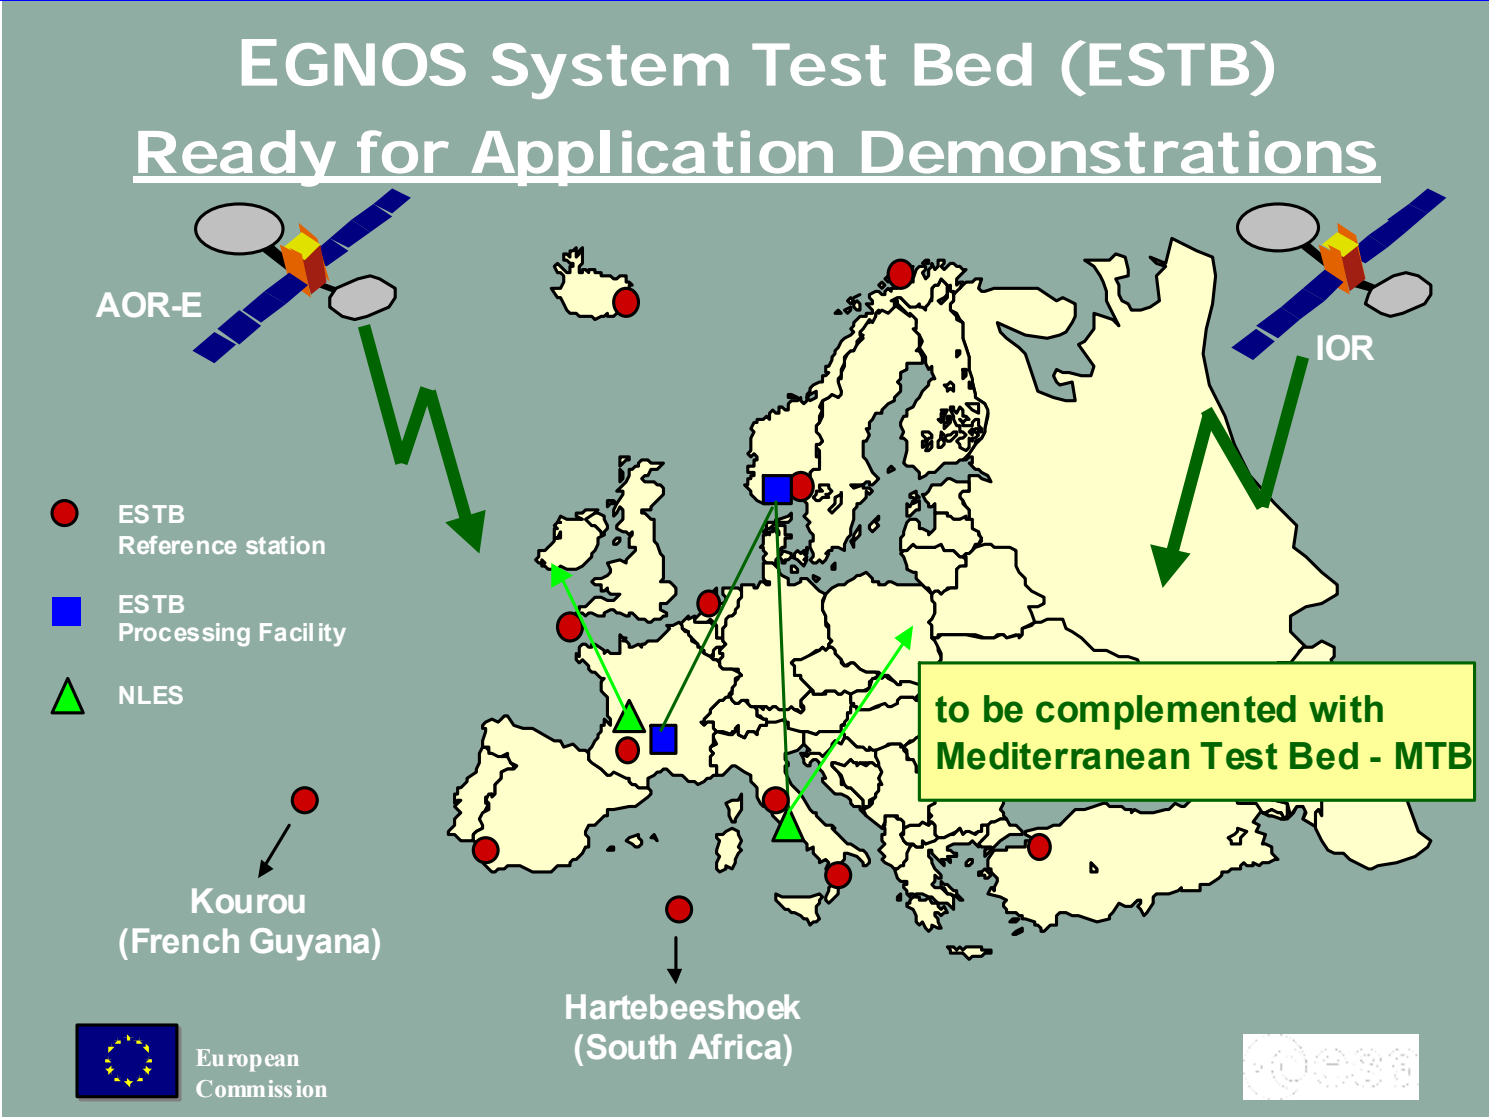 EGNOS System Test Bed (ESTB)
Ready for Application Demonstrations
AOR-E
IOR
ESTB
Reference station
ESTB
Processing Facility
NLES
to be complemented with
Mediterranean Test Bed - MTB
Kourou
(French Guyana)
Hartebeeshoek
(South Africa)
European
Commission
esa